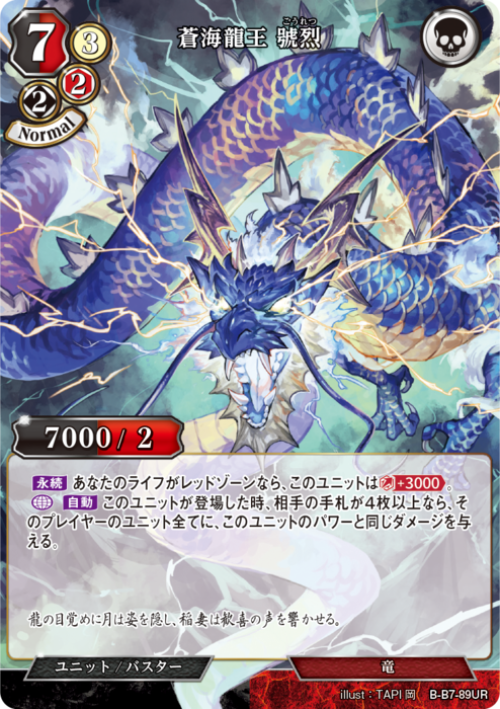 こうれつ
7 3 蒼海龍王 號烈
2
2
Normal
7000 / 2
永続 あなたのライフがレッドゾーンなら、このユニットは+3000。
自動 このユニットが登場した時、相手の手札が4枚以上なら、そ
のプレイヤーのユニット全てに、このユニットのパワーと同じダメージを与
える。
龍の目覚めに月は姿を隠し、稲妻は歓喜の声を響かせる。
ユニット / バスター 竜
illust：TAPI岡 B-B7-89UR